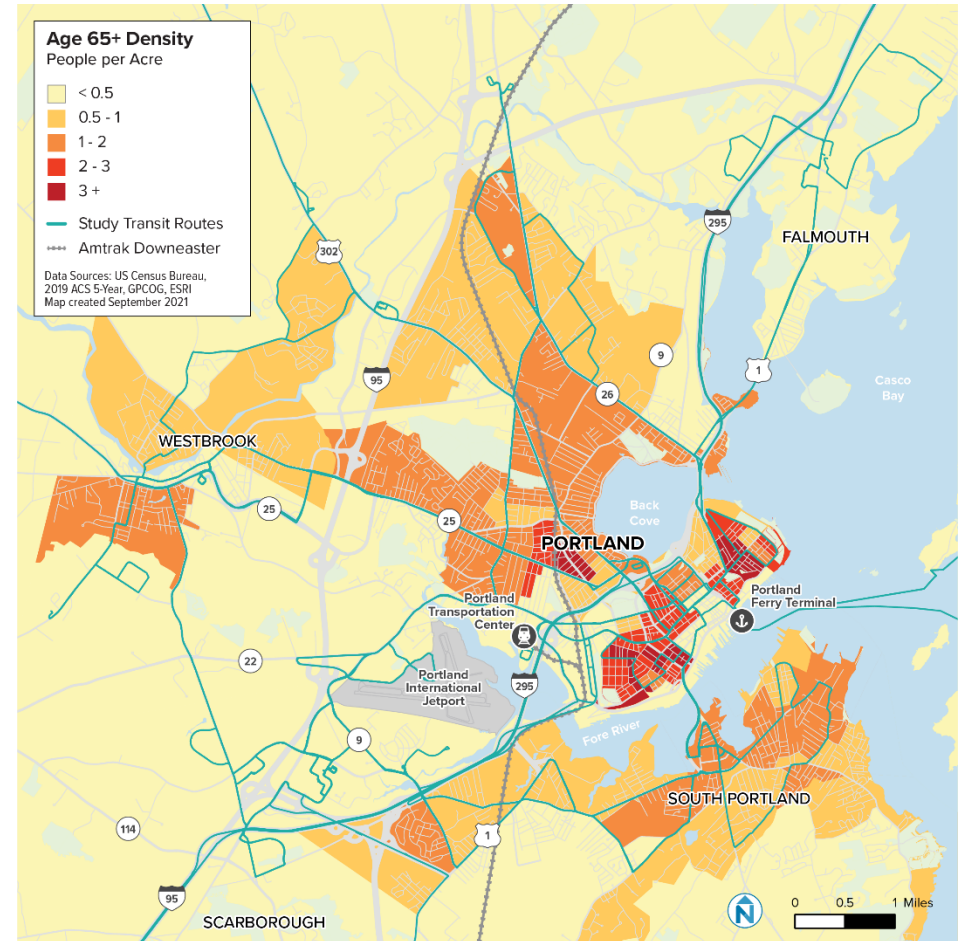 Age 65+ Density
People per Acre
< 0.5
0.5 - 1
1 - 2
2 - 3
3 +
Study Transit Routes
Amtrak Downeaster
Data Sources: US Census Bureau,
2019 ACS 5-Year, GPCOG, ESRI
Map created September 2021
302
295
FALMOUTH
9
1
95
26
Casco
Bay
WESTBROOK
25
25
Back
Cove
PORTLAND
Portland
Transportation
Center
Portland
Ferry Terminal
22
Portland
International
Jetport
295
9
Fore River
SOUTH PORTLAND
114
1
95
SCARBOROUGH
N
0 0.5 1 Miles